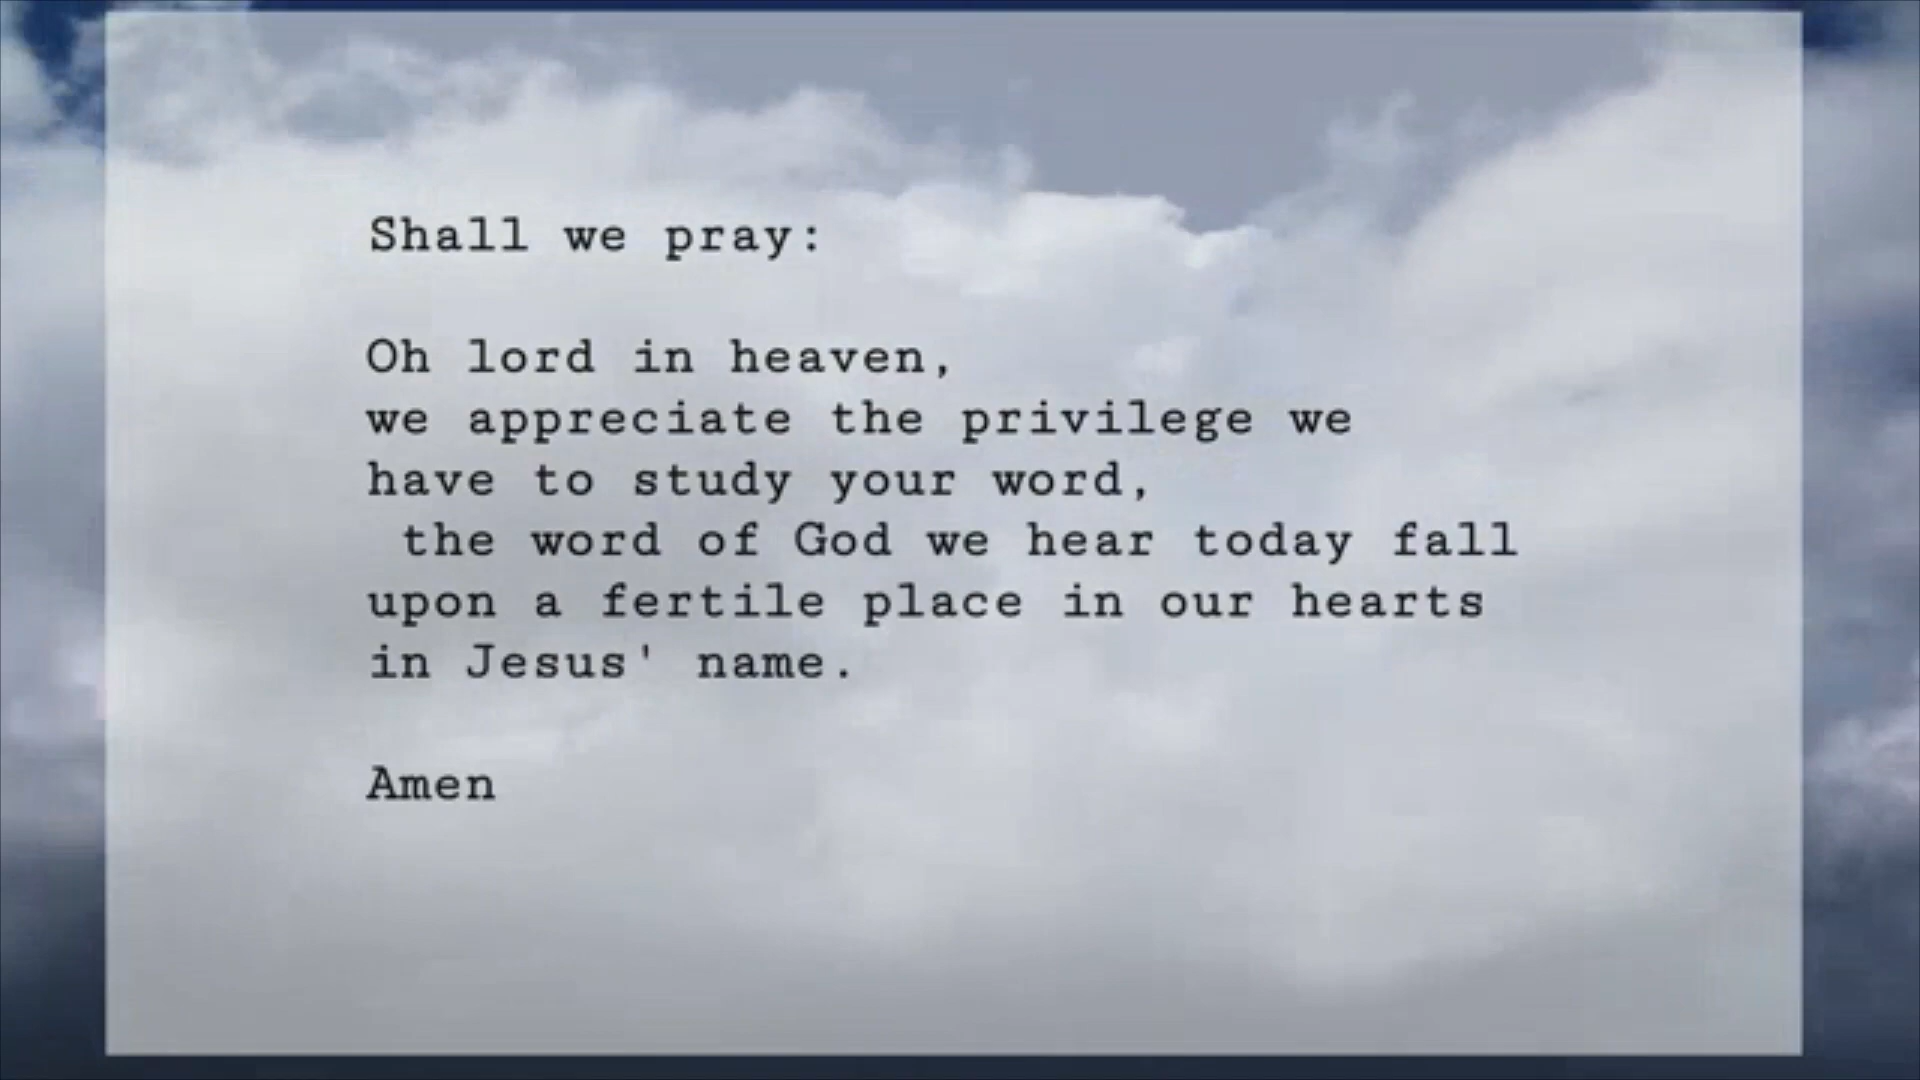 Shall we pray:
Oh lord in heaven,
we appreciate the privilege we
have to study your word,
the word of God we hear today fall
upon a fertile place in our hearts
in Jesus' name.
Amen